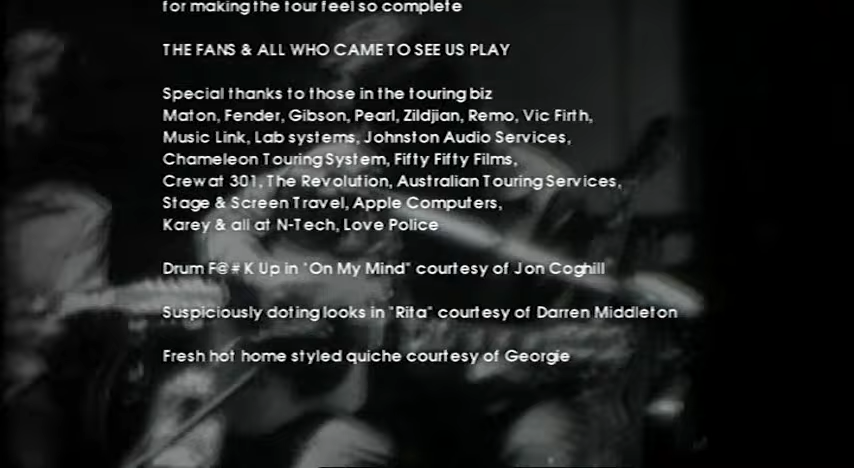 for making the tour feel so complete
THE FANS & ALL WHO CAME TO SEE US PLAY
Special thanks to those in the touring biz
Maton, Fender, Gibson, Pearl, Zildjian, Remo, Vic Firth,
Music Link, Lab systems, Johnston Audio Services,
Chameleon Touring System, Fifty Fifty Films,
Crew at 301, The Revolution, Australian Touring Services,
Stage & Screen Travel, Apple Computers,
Karey & all at N-Tech, Love Police
Drum F@#K Up in "On My Mind" courtesy of Jon Coghill
Suspiciously doting looks in "Rita" courtesy of Darren Middleton
Fresh hot home styled quiche courtesy of Georgie